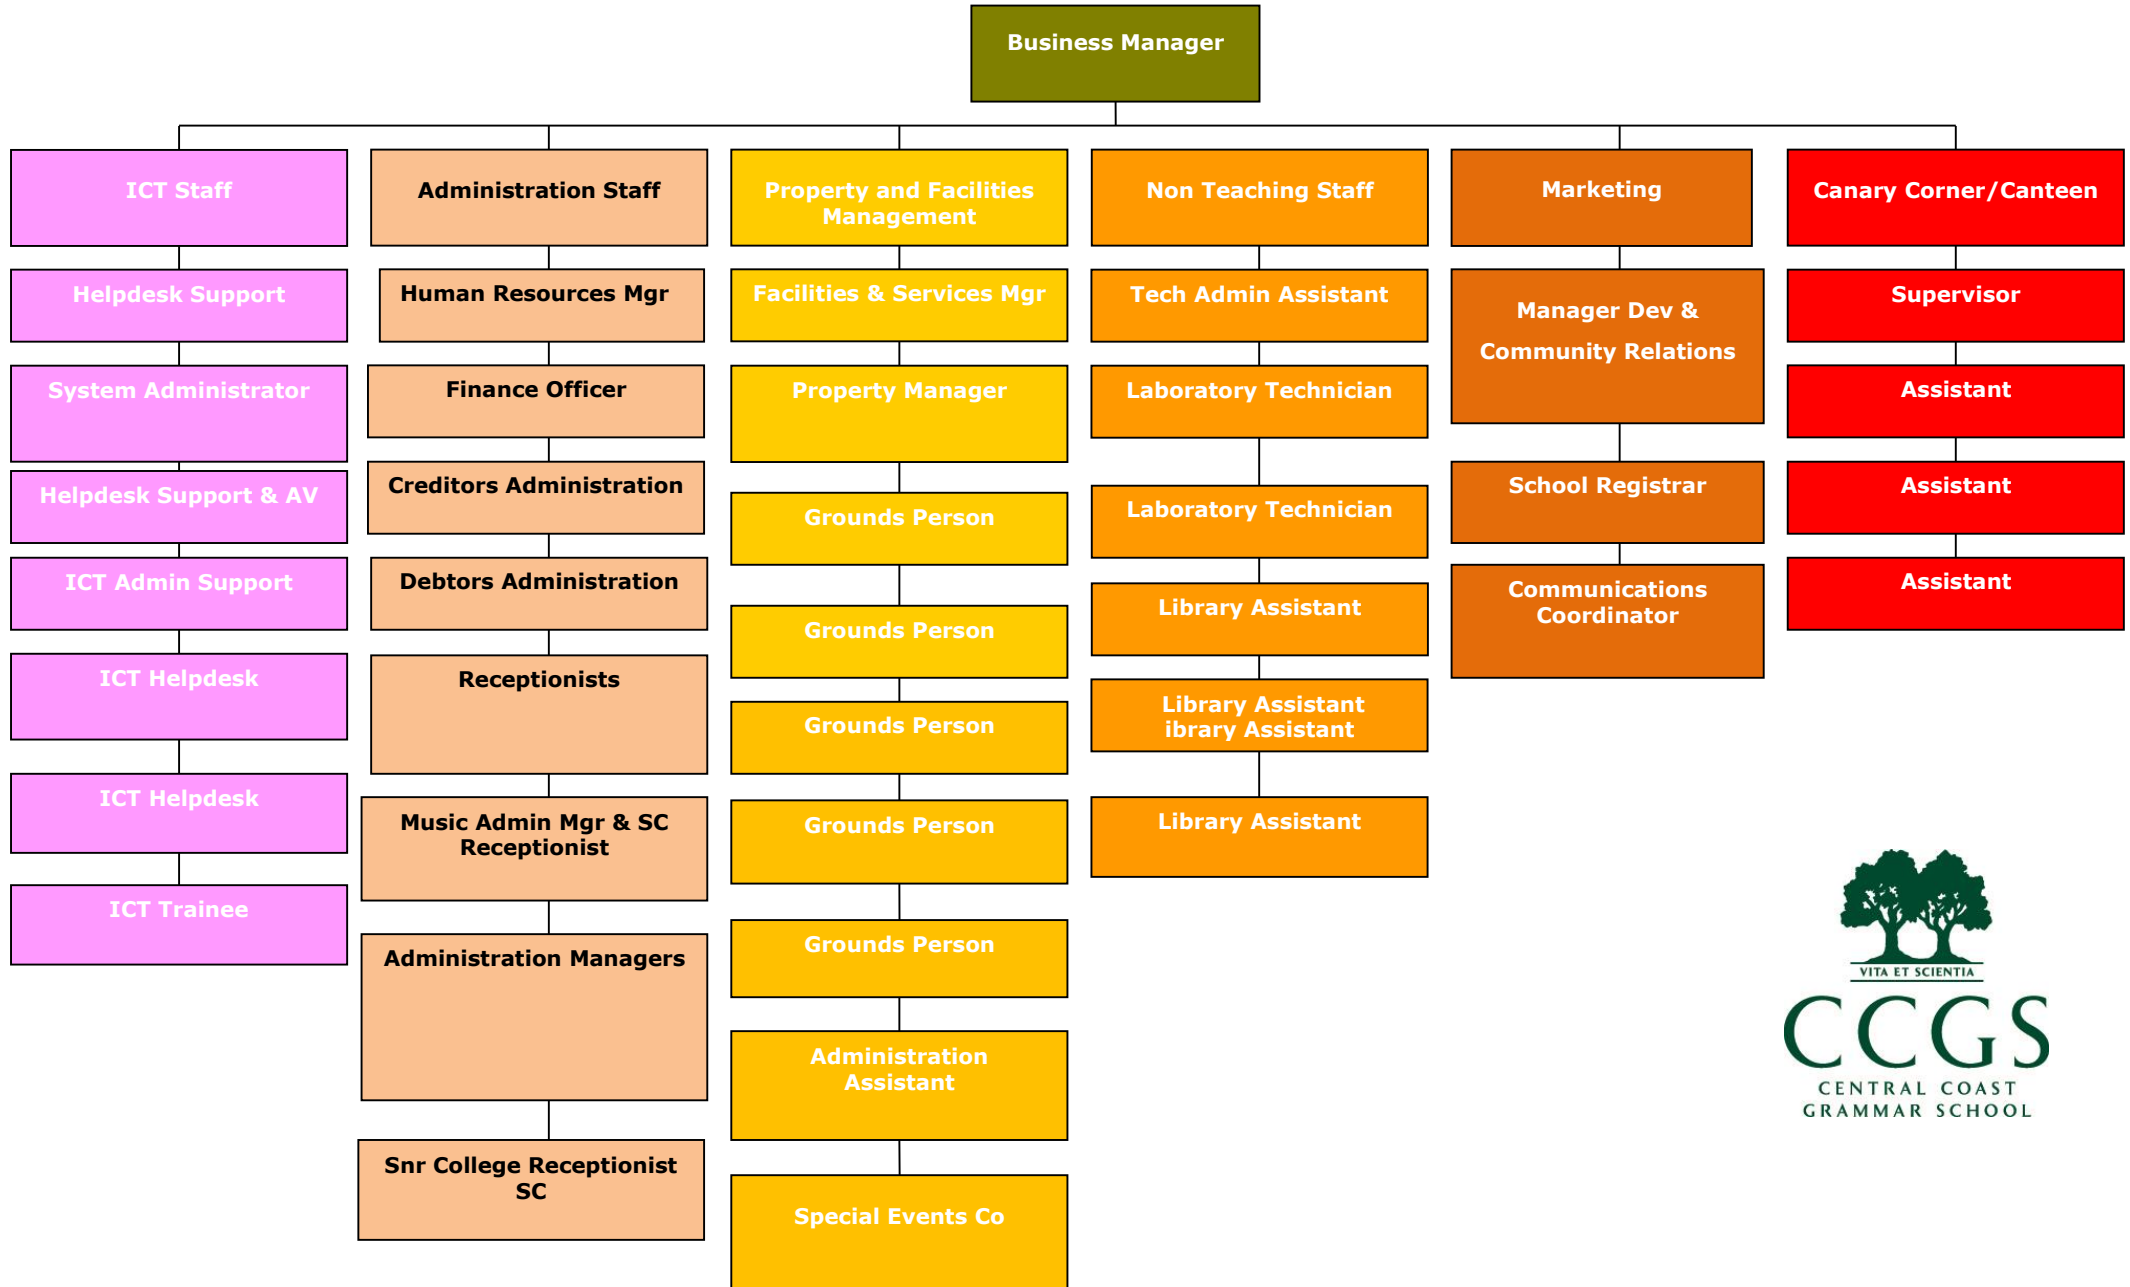 Business Manager
ICT Staff
Helpdesk Support
System Administrator
Helpdesk Support & AV
ICT Admin Support
ICT Helpdesk
ICT Helpdesk
ICT Trainee
Administration Staff
Human Resources Mgr
Finance Officer
Creditors Administration
Debtors Administration
Receptionists
Music Admin Mgr & SC
Receptionist
Administration Managers
Snr College Receptionist
SC
Property and Facilities
Management
Facilities & Services Mgr
Property Manager
Grounds Person
Grounds Person
Grounds Person
Grounds Person
Grounds Person
Administration
Assistant
Special Events Co
Non Teaching Staff
Tech Admin Assistant
Laboratory Technician
Laboratory Technician
Library Assistant
Library Assistant
ibrary Assistant
Library Assistant
Marketing
Manager Dev &
Community Relations
School Registrar
Communications
Coordinator
Canary Corner/Canteen
Supervisor
Assistant
Assistant
Assistant
VITA ET SCIENTIA
CCGS
CENTRAL COAST
GRAMMAR SCHOOL